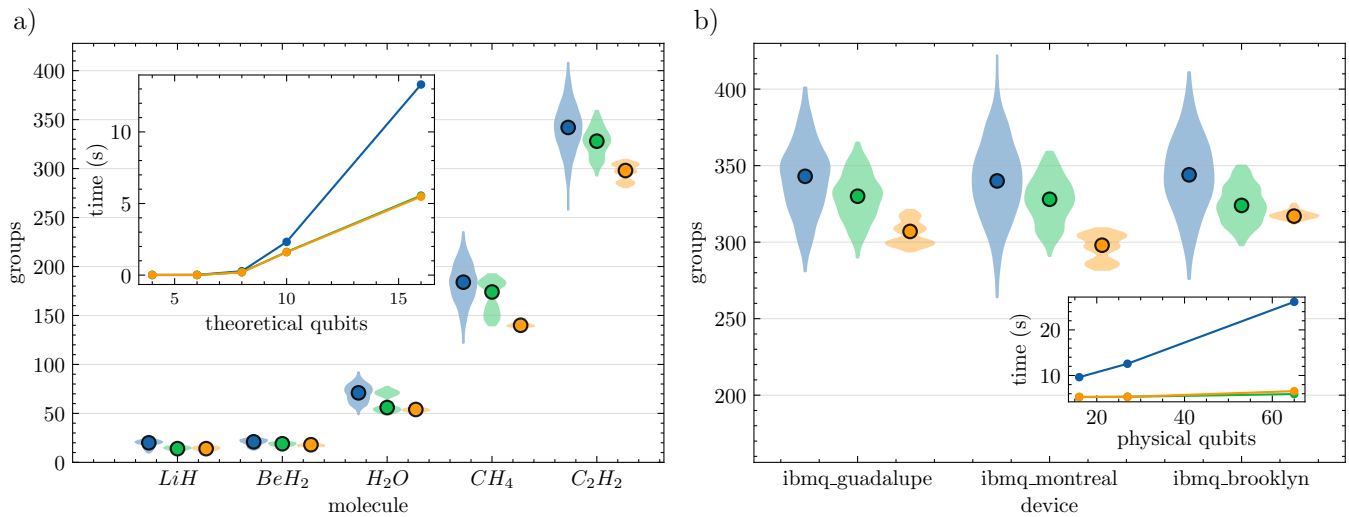 a)
groups
400
350
300
250
200
150
100
50
0
time (s)
10
5
0
5
10
15
theoretical qubits
LiH
BeH₂
H₂O
CH₄
C₂H₂
molecule
b)
groups
400
350
300
250
200
time (s)
20
10
20
40
60
physical qubits
ibmq_guadalupe
ibmq_montreal
ibmq_brooklyn
device